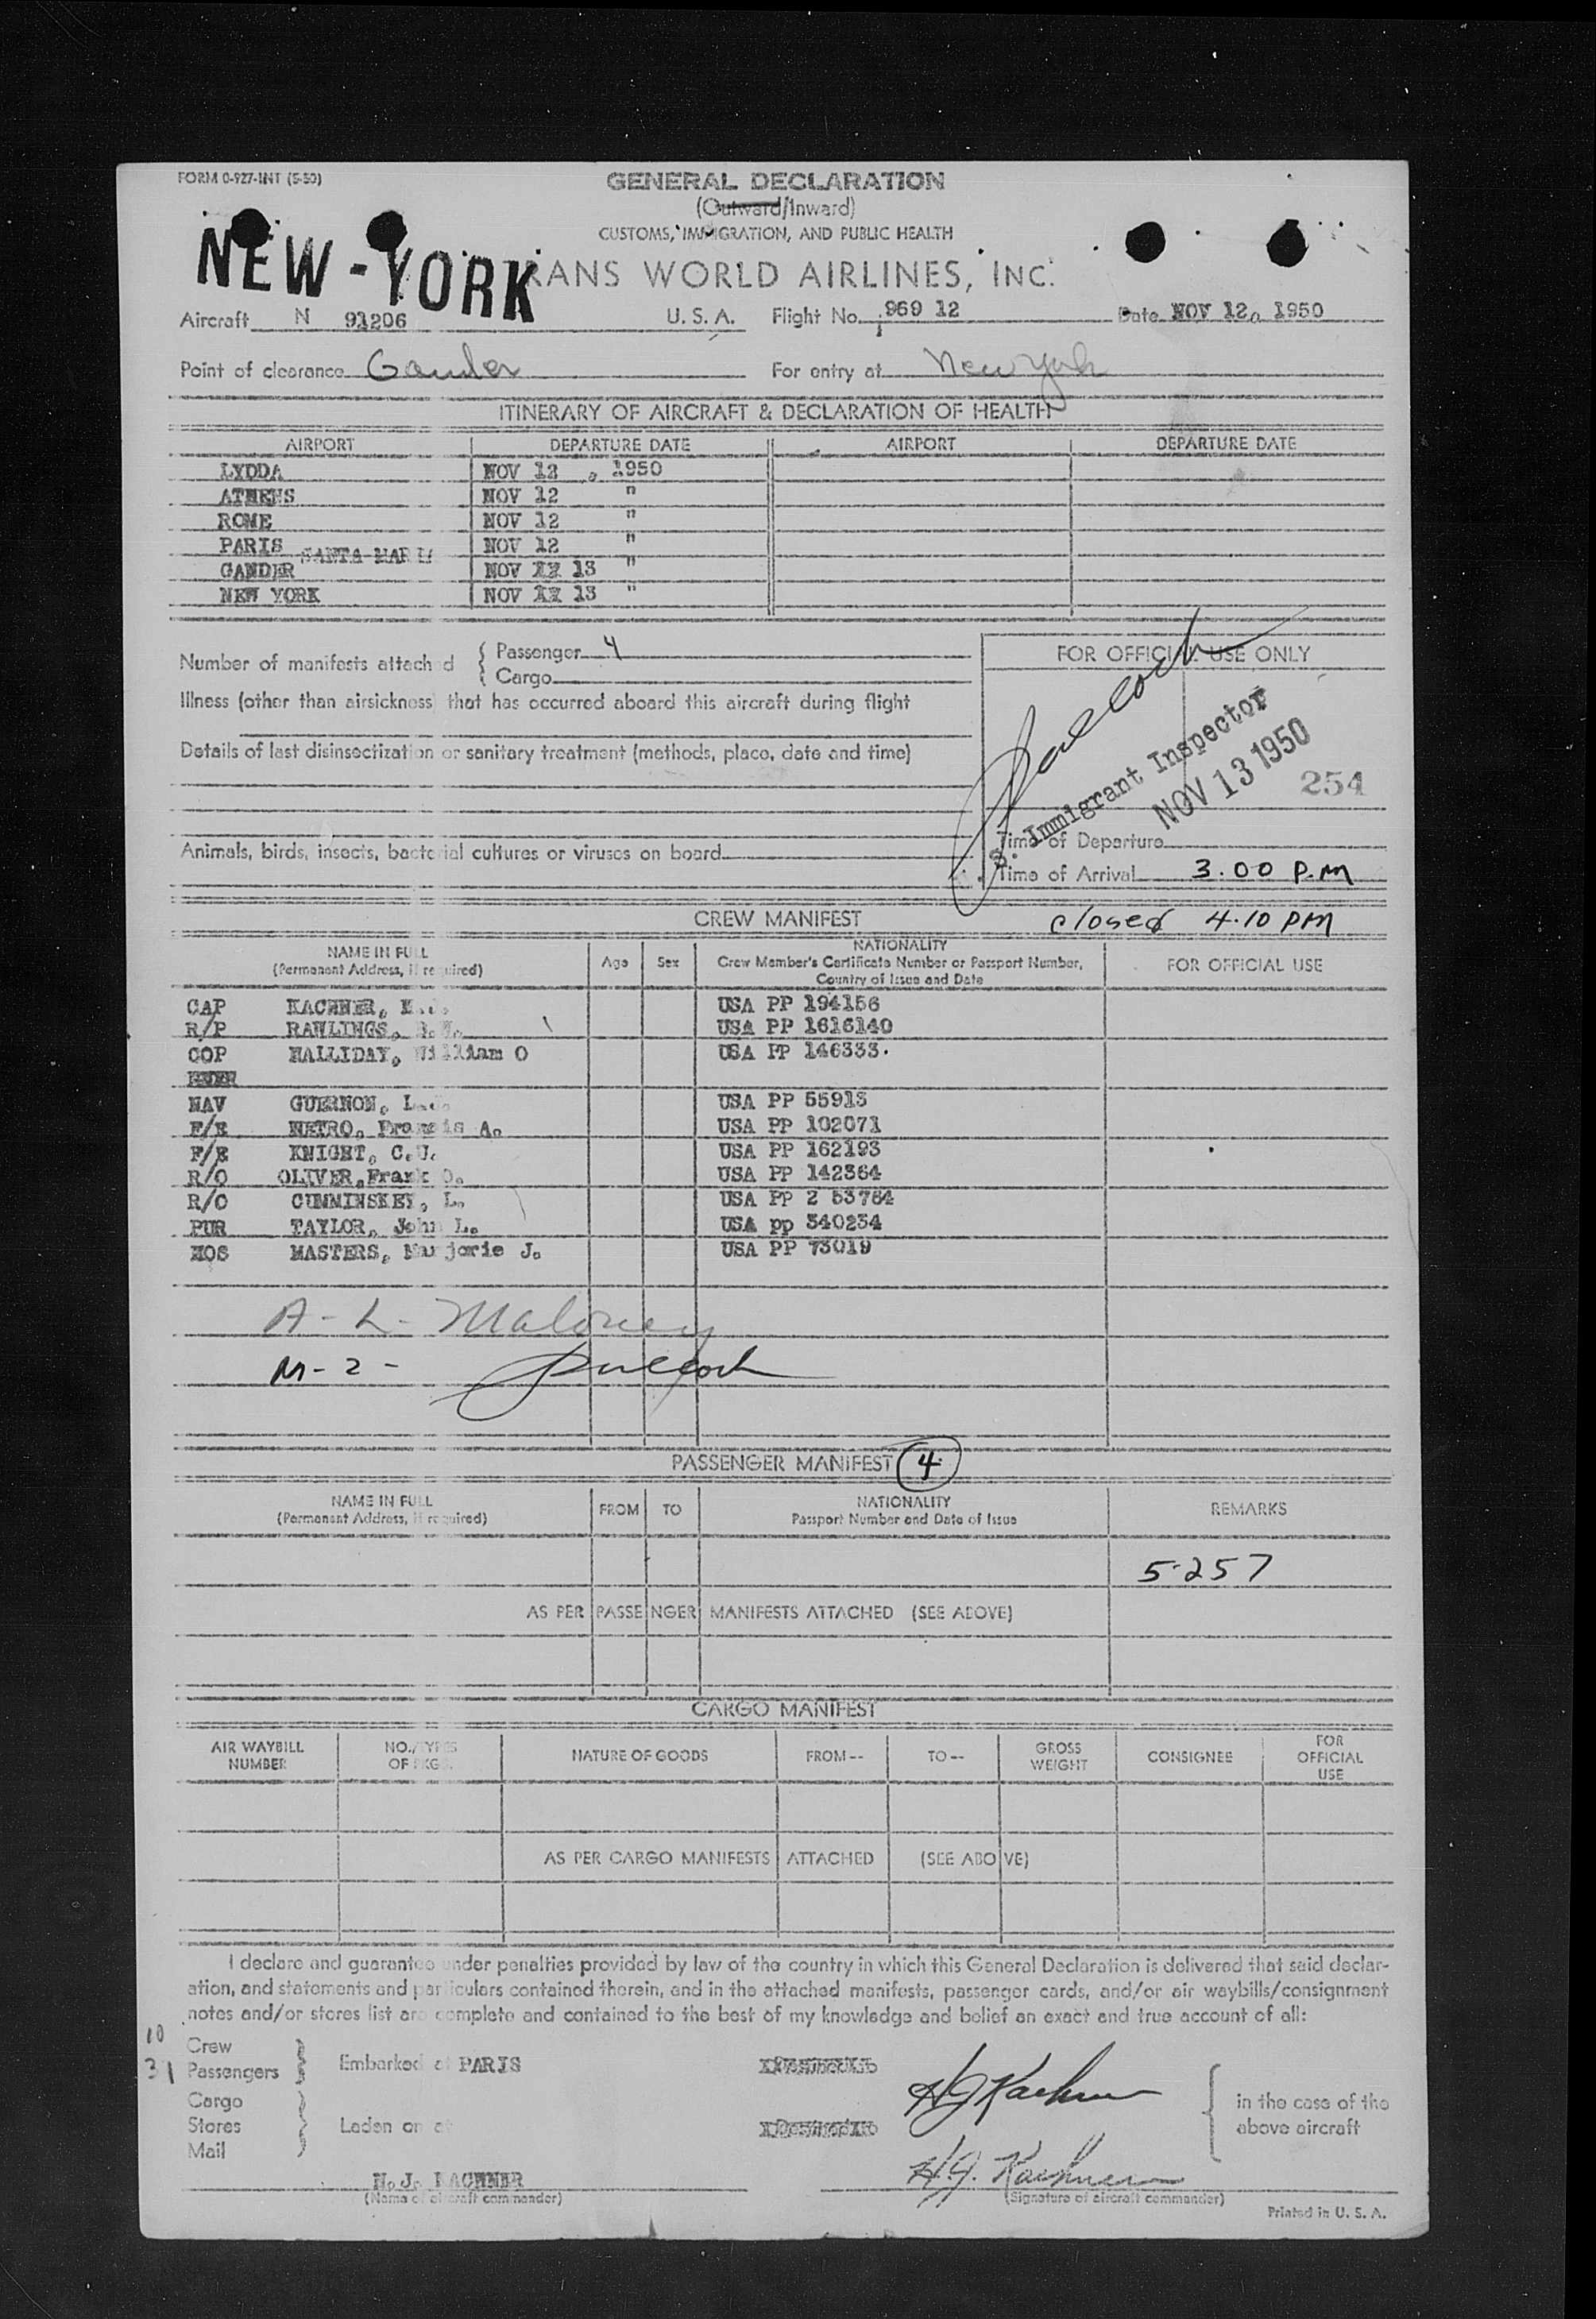 FORM 0-927-INT (5-50)
GENERAL DECLARATION
(Outward/Inward)
CUSTOMS, IMMIGRATION, AND PUBLIC HEALTH
NEW-YORK
RANS WORLD AIRLINES, INC.
Aircraft N 91206 U. S. A. Flight No. 969 12 Date NOV 12, 1950
Point of clearance Gander For entry at New York
ITINERARY OF AIRCRAFT & DECLARATION OF HEALTH
AIRPORT DEPARTURE DATE AIRPORT DEPARTURE DATE
LYDDA NOV 12 , 1950
ATHENS NOV 12 "
ROME NOV 12 "
PARIS NOV 12 "
SANTA MARIA
GANDER NOV XX 13 "
NEW YORK NOV XX 13 "
Number of manifests attached { Passenger 4
Cargo
FOR OFFICIAL USE ONLY
Illness (other than airsickness) that has occurred aboard this aircraft during flight
Details of last disinsectization or sanitary treatment (methods, place, date and time)
S. Immigrant Inspector
NOV 13 1950
254
Animals, birds, insects, bacterial cultures or viruses on board
Time of Departure
Time of Arrival 3.00 P.M
CREW MANIFEST closed 4.10 PM
NAME IN FULL
(Permanent Address, if required)
Age Sex
NATIONALITY
Crew Member's Certificate Number or Passport Number,
Country of Issue and Date
FOR OFFICIAL USE
CAP KACHNER, USA PP 194156
R/P RAWLINGS, USA PP 1616140
COP HALLIDAY, William O USA PP 146333.
NAV GUERNON, L. USA PP 55913
F/E METRO, Francis A. USA PP 102071
F/E KNIGHT, C.J. USA PP 162193
R/O OLIVER, Frank O. USA PP 142364
R/O CUMMINSKEY, L. USA PP 2 53764
PUR TAYLOR, John L. USA pp 340234
HOS MASTERS, Marjorie J. USA PP 73019
A-L- Maloney
M-2-
PASSENGER MANIFEST 4
NAME IN FULL
(Permanent Address, if required)
FROM TO
NATIONALITY
Passport Number and Date of Issue
REMARKS
5-257
AS PER PASSENGER MANIFESTS ATTACHED (SEE ABOVE)
CARGO MANIFEST
AIR WAYBILL
NUMBER
NO./TYPES
OF PKGS.
NATURE OF GOODS
FROM--
TO--
GROSS
WEIGHT
CONSIGNEE
FOR
OFFICIAL
USE
AS PER CARGO MANIFESTS ATTACHED (SEE ABOVE)
I declare and guarantee under penalties provided by law of the country in which this General Declaration is delivered that said declar-
ation, and statements and particulars contained therein, and in the attached manifests, passenger cards, and/or air waybills/consignment
notes and/or stores list are complete and contained to the best of my knowledge and belief an exact and true account of all:
10 Crew
31 Passengers } Embarked at PARIS
Cargo
Stores } Laden on at
Mail
H J Kachner
{ in the case of the
above aircraft
H.J. KACHNER
(Name of aircraft commander)
H.J. Kachner
(Signature of aircraft commander)
Printed in U. S. A.